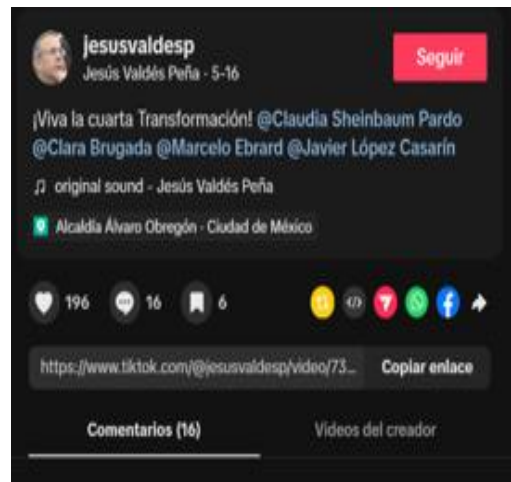 jesusvaldesp
Jesús Valdés Peña · 5-16
Seguir
¡Viva la cuarta Transformación! @Claudia Sheinbaum Pardo
@Clara Brugada @Marcelo Ebrard @Javier López Casarín
original sound - Jesús Valdés Peña
Alcaldía Álvaro Obregón · Ciudad de México
196 16 6
https://www.tiktok.com/@jesusvaldesp/video/73... Copiar enlace
Comentarios (16) Videos del creador